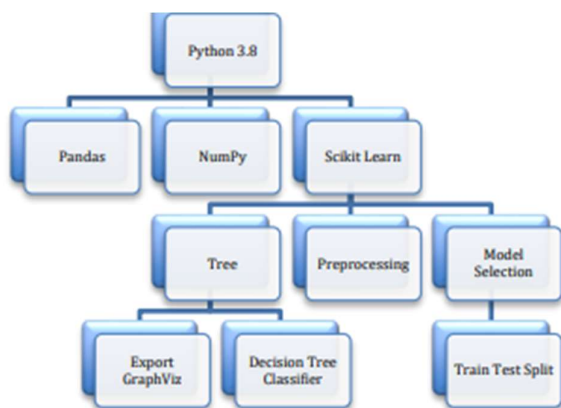 Python 3.8
Pandas
NumPy
Scikit Learn
Tree
Preprocessing
Model
Selection
Export
GraphViz
Decision Tree
Classifier
Train Test Split